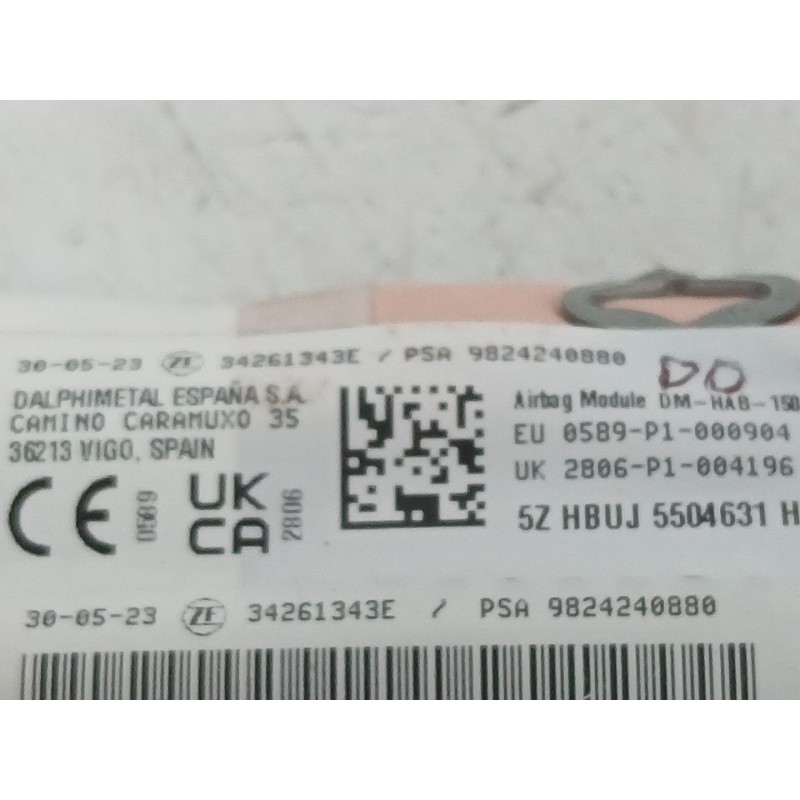 30-05-23 ZF 34261343E / PSA 9824240880
DO
DALPHIMETAL ESPAÑA S.A.
CAMINO CARAMUXO 35
36213 VIGO, SPAIN
CE 0589 UK CA 2806
Airbag Module DM-HAB-150
EU 0589-P1-000904
UK 2806-P1-004196
5Z HBUJ 5504631 H
30-05-23 ZF 34261343E / PSA 9824240880